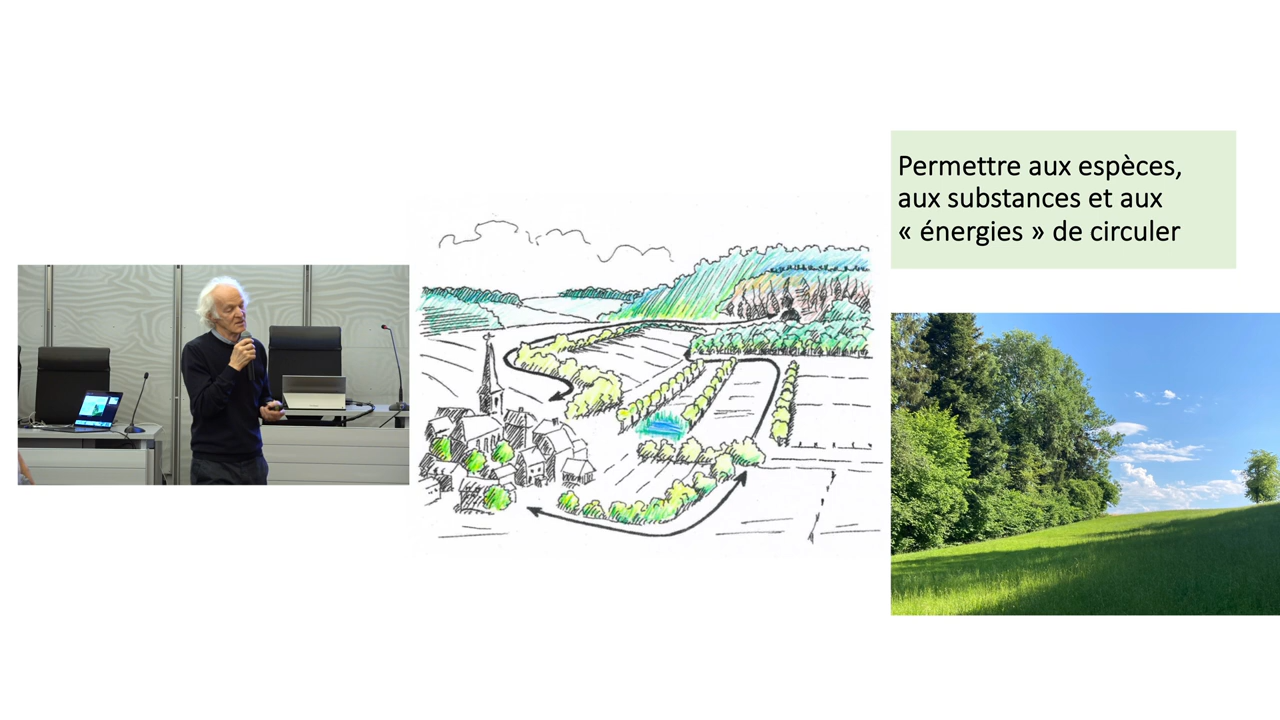 Permettre aux espèces,
aux substances et aux
« énergies » de circuler